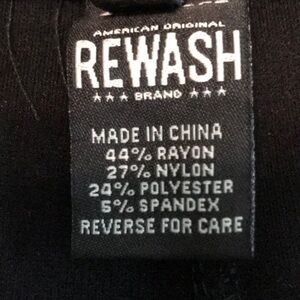 AMERICAN ORIGINAL
REWASH
★★★ BRAND ★★★
MADE IN CHINA
44% RAYON
27% NYLON
24% POLYESTER
5% SPANDEX
REVERSE FOR CARE